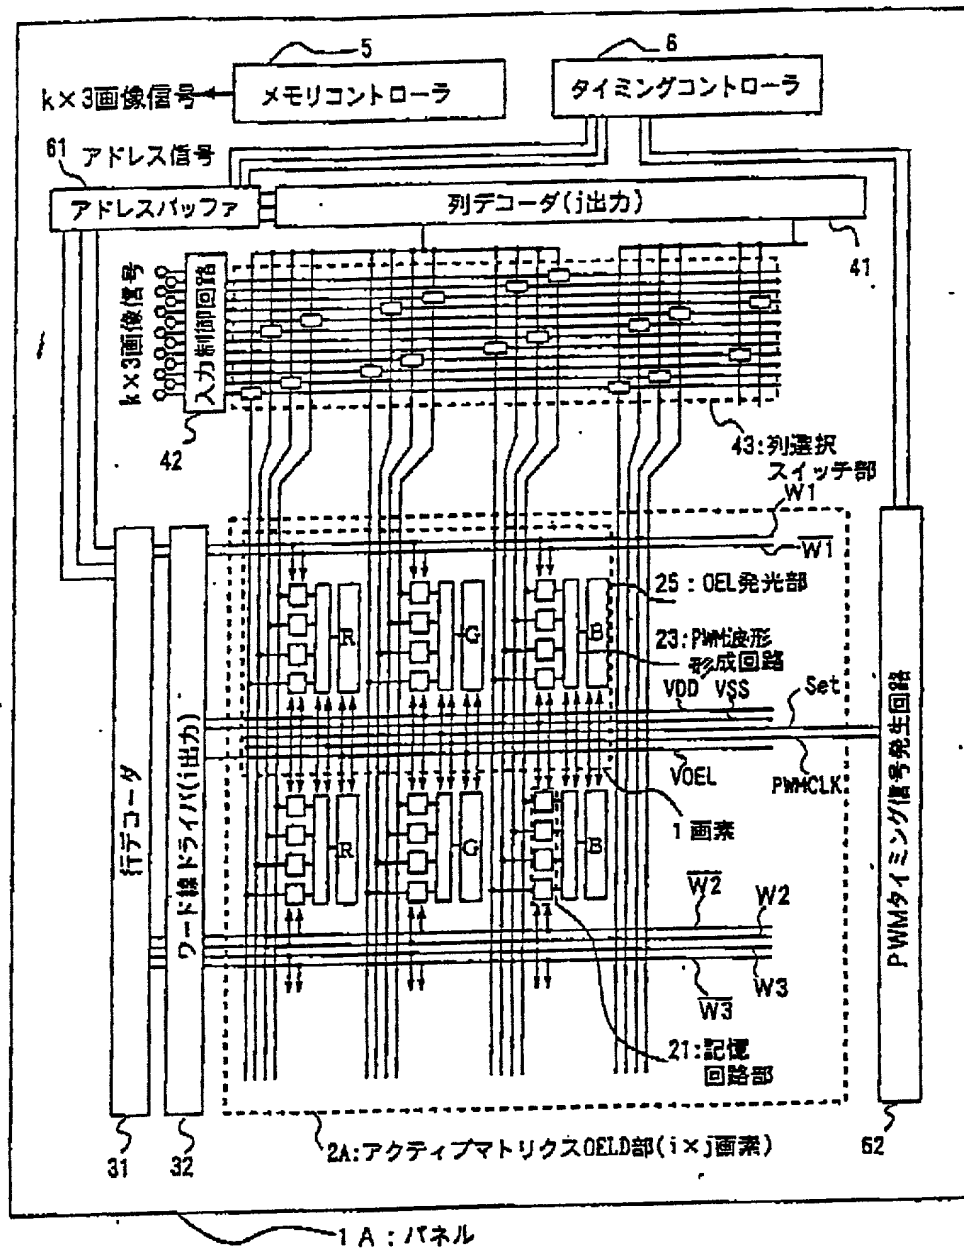 5
6
k×3画像信号
メモリコントローラ
タイミングコントローラ
61
アドレス信号
アドレスバッファ
列デコーダ(j出力)
41
k×3画像信号
入力制御回路
42
43:列選択
スイッチ部
W1
W1
25:OEL発光部
23:PWM波形
形成回路
R
G
B
VDD
VSS
Set
VOEL
PWMCLK
1画素
R
G
B
W2
W2
W3
W3
行デコーダ
ワード線ドライバ(i出力)
PWMタイミング信号発生回路
21:記憶
回路部
31
32
2A:アクティブマトリクスOELD部(i×j画素)
62
1A:パネル